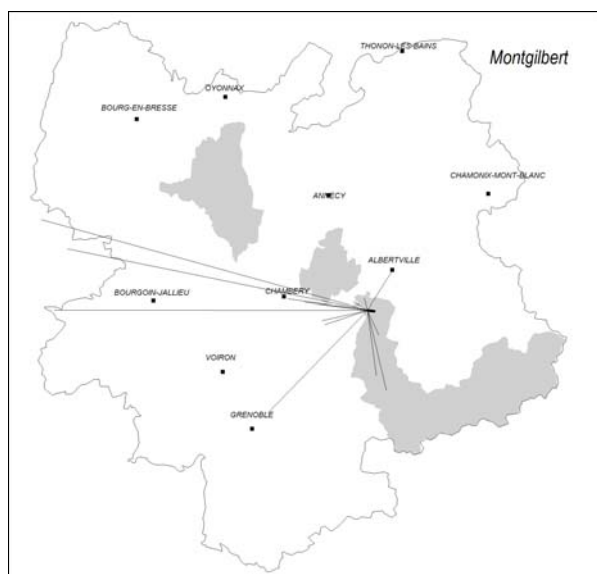 THONON-LES-BAINS
Montgilbert
OYONNAX
BOURG-EN-BRESSE
CHAMONIX-MONT-BLANC
ANNECY
ALBERTVILLE
CHAMBERY
BOURGOIN-JALLIEU
VOIRON
GRENOBLE